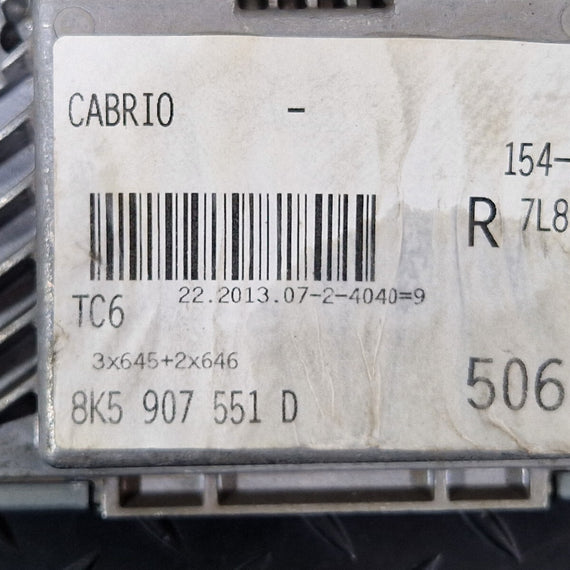 CABRIO -
154-
R 7L8
22.2013.07-2-4040=9
TC6
3x645+2x646
8K5 907 551 D
506